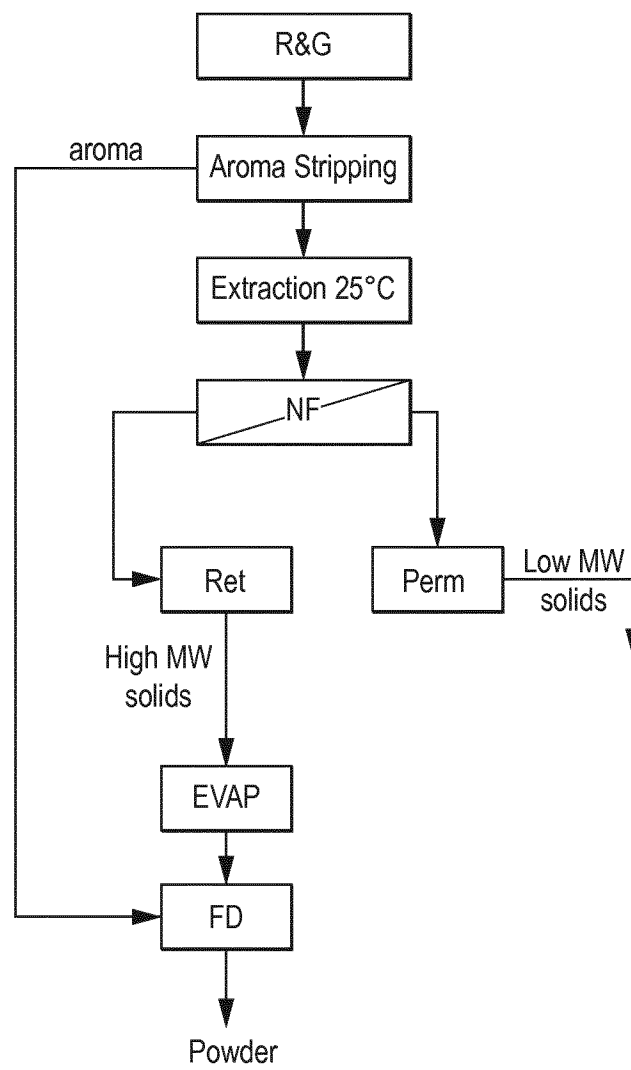 R&G
aroma
Aroma Stripping
Extraction 25°C
NF
Ret
Perm
Low MW
solids
High MW
solids
EVAP
FD
Powder